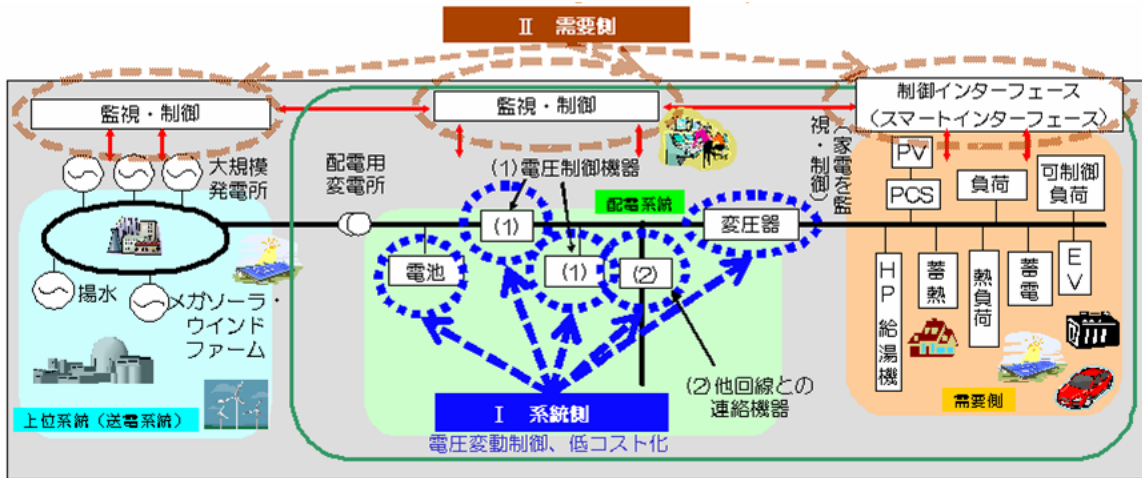 Ⅱ 需要側
監視・制御
監視・制御
制御インターフェース
(スマートインターフェース)
(家電を監
視・制御)
大規模
発電所
配電用
変電所
(1)電圧制御機器
PV
PCS
負荷
可制御
負荷
配電系統
(1)
変圧器
電池
(1)
(2)
揚水
メガソーラ・
ウインド
ファーム
HP 給湯機
蓄熱
熱負荷
蓄電
EV
(2)他回線との
連絡機器
上位系統(送電系統)
Ⅰ 系統側
電圧変動制御、低コスト化
需要側